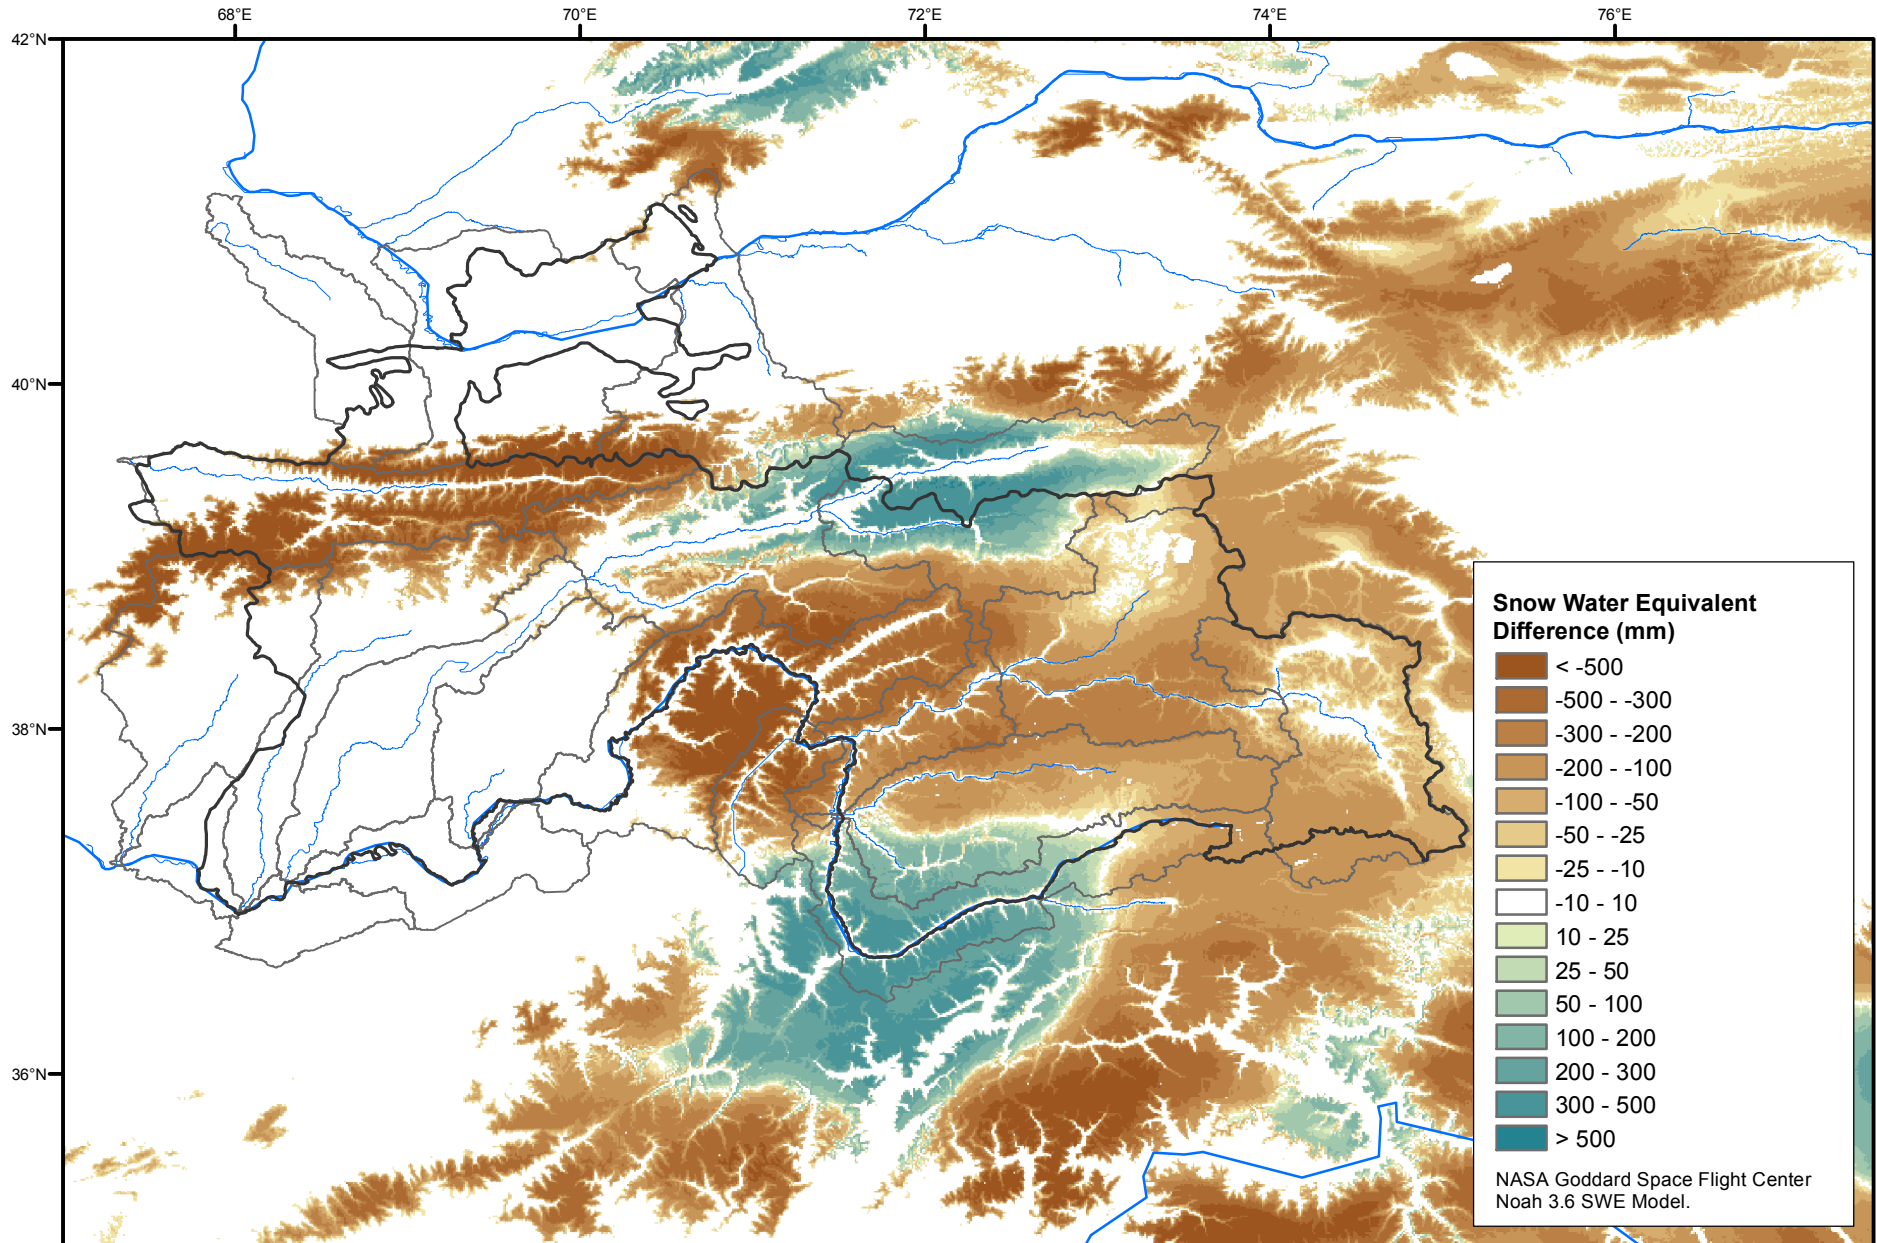 68°E
70°E
72°E
74°E
76°E
42°N
40°N
38°N
36°N
Snow Water Equivalent
Difference (mm)
< -500
-500 - -300
-300 - -200
-200 - -100
-100 - -50
-50 - -25
-25 - -10
-10 - 10
10 - 25
25 - 50
50 - 100
100 - 200
200 - 300
300 - 500
> 500
NASA Goddard Space Flight Center
Noah 3.6 SWE Model.